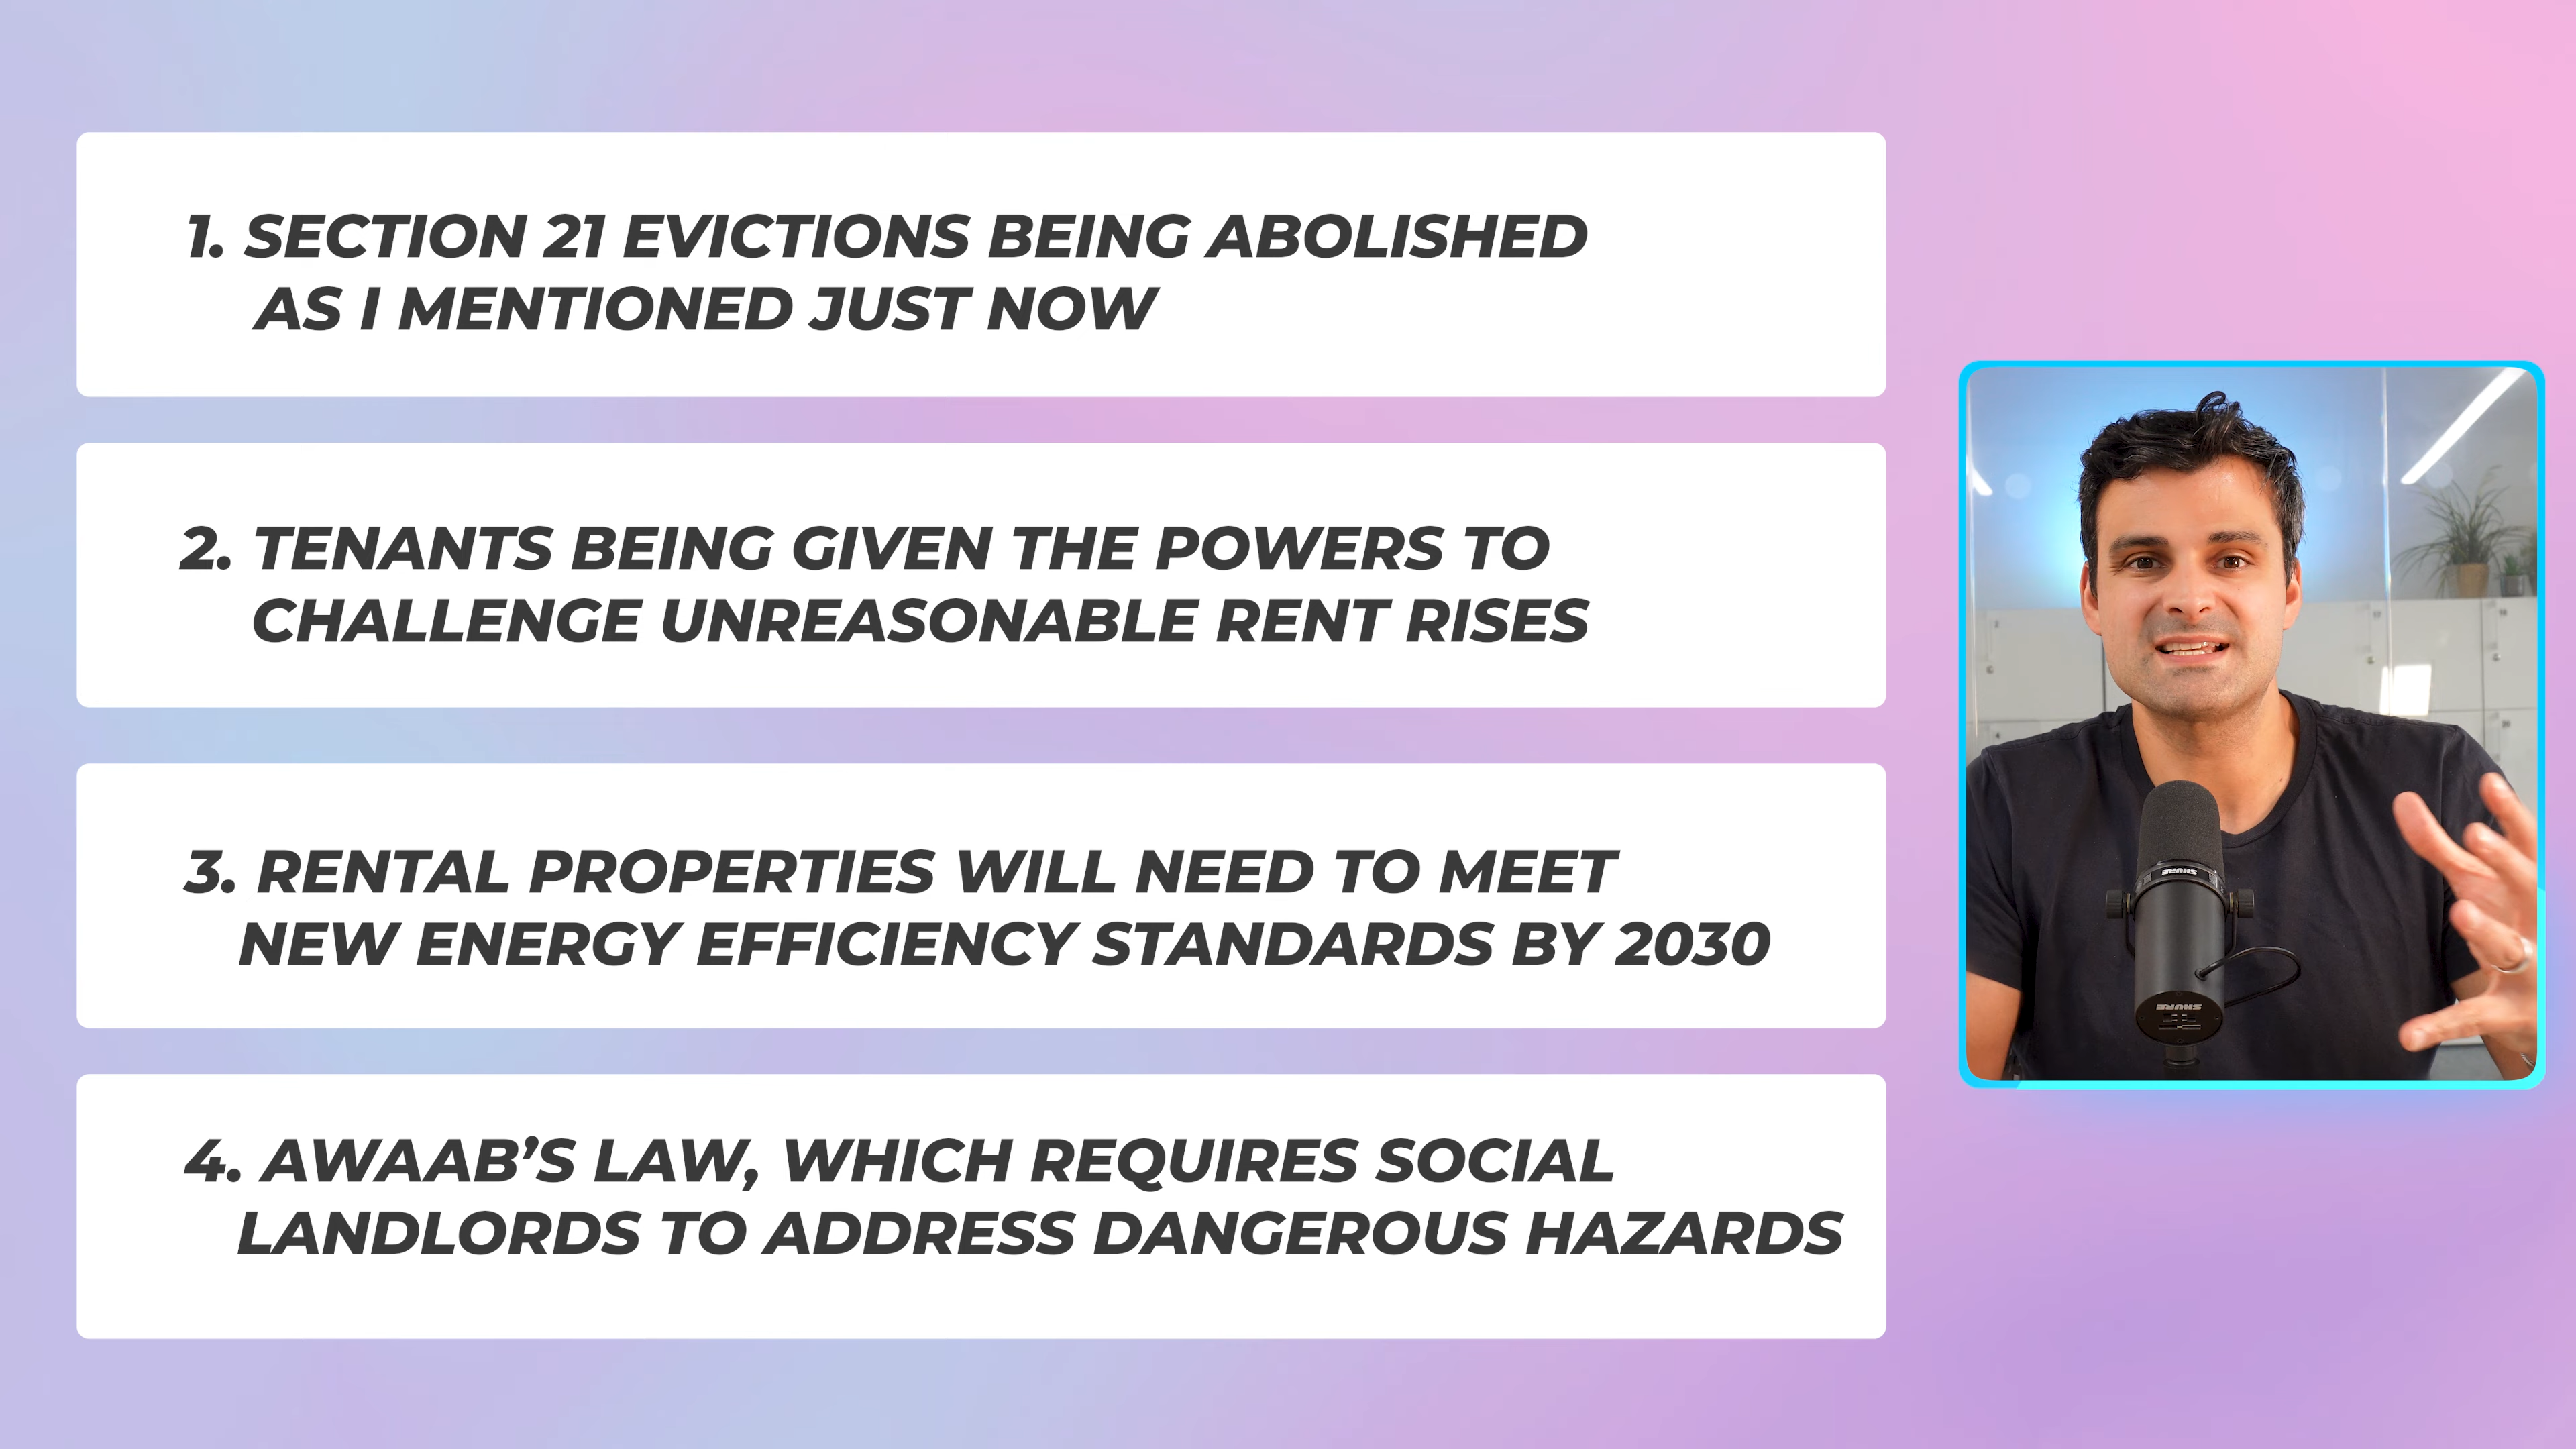 1. SECTION 21 EVICTIONS BEING ABOLISHED
AS I MENTIONED JUST NOW
2. TENANTS BEING GIVEN THE POWERS TO
CHALLENGE UNREASONABLE RENT RISES
3. RENTAL PROPERTIES WILL NEED TO MEET
NEW ENERGY EFFICIENCY STANDARDS BY 2030
4. AWAAB’S LAW, WHICH REQUIRES SOCIAL
LANDLORDS TO ADDRESS DANGEROUS HAZARDS
SHURE
SHURE